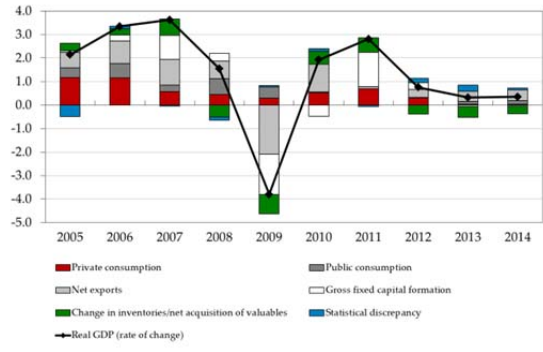 4.0
3.0
2.0
1.0
0.0
-1.0
-2.0
-3.0
-4.0
-5.0
2005 2006 2007 2008 2009 2010 2011 2012 2013 2014
Private consumption Public consumption
Net exports Gross fixed capital formation
Change in inventories/net acquisition of valuables Statistical discrepancy
Real GDP (rate of change)